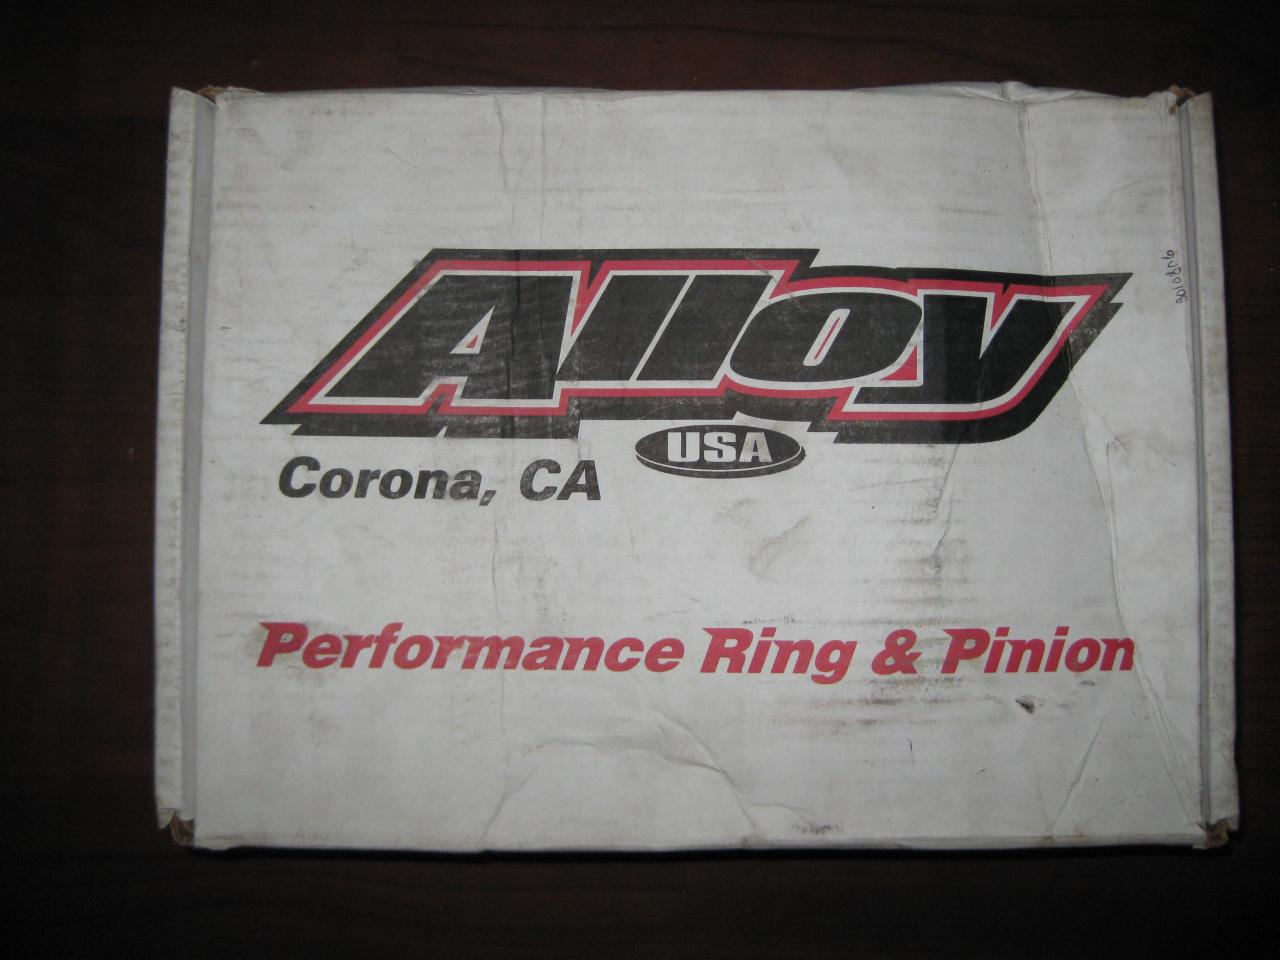 Alloy
USA
Corona, CA
Performance Ring & Pinion